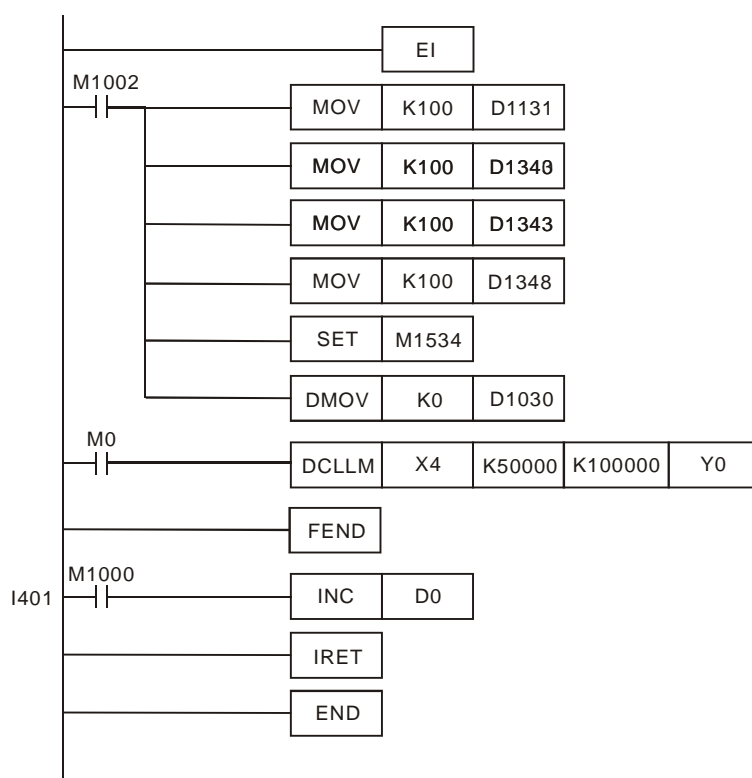 EI
M1002
MOV K100 D1131
MOV K100 D1340
MOV K100 D1343
MOV K100 D1348
SET M1534
DMOV K0 D1030
M0
DCLLM X4 K50000 K100000 Y0
FEND
M1000
I401 INC D0
IRET
END